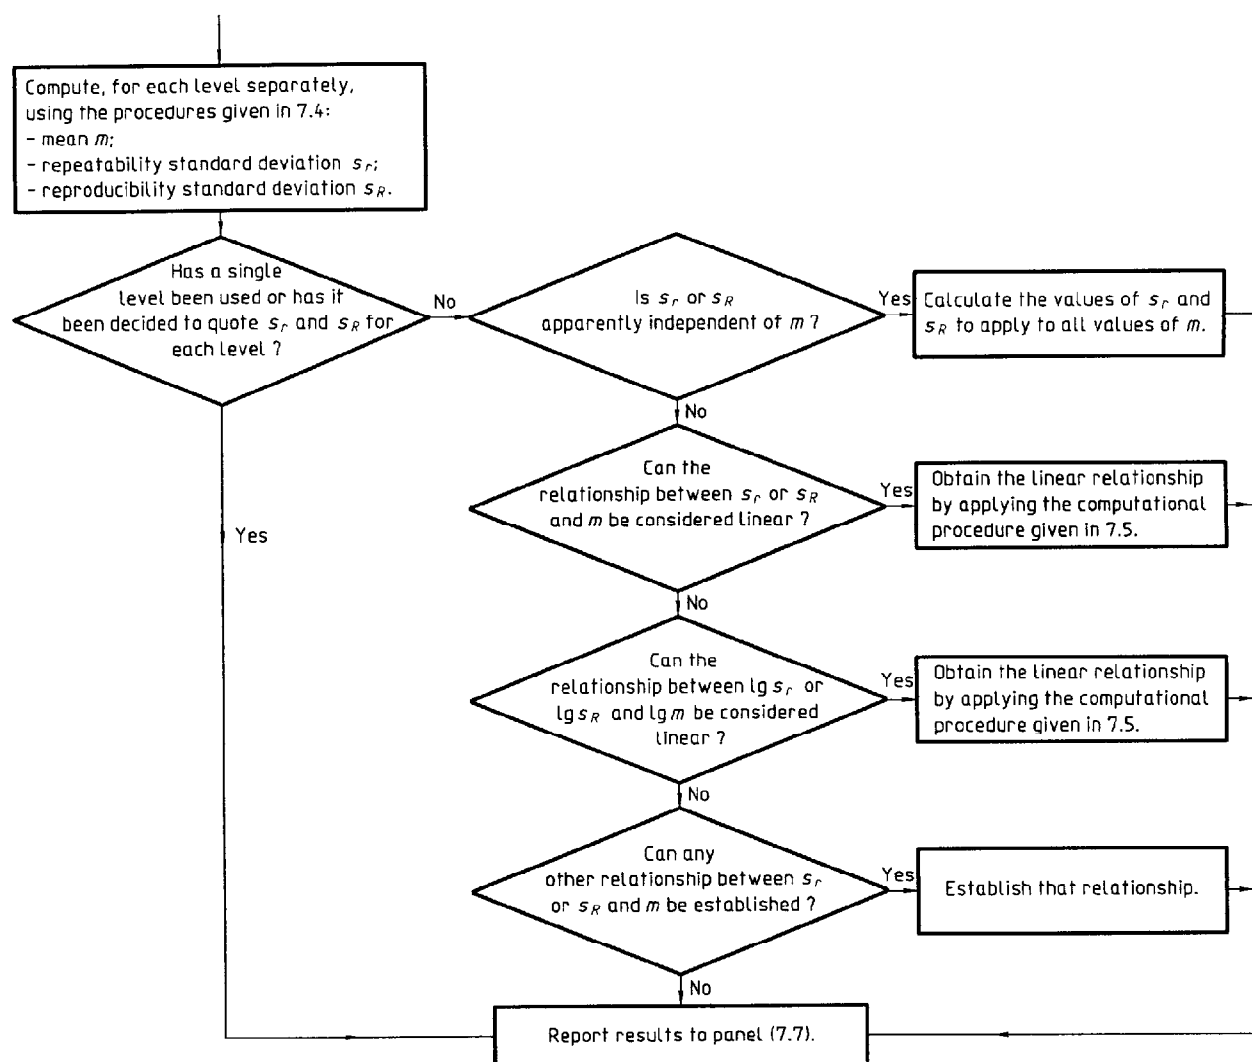 Compute, for each level separately,
using the procedures given in 7.4:
– mean m;
– repeatability standard deviation sᵣ;
– reproducibility standard deviation s_R.
Has a single
level been used or has it
been decided to quote sᵣ and s_R for
each level ?
No
Is sᵣ or s_R
apparently independent of m ?
Yes
Calculate the values of sᵣ and
s_R to apply to all values of m.
No
Can the
relationship between sᵣ or s_R
and m be considered linear ?
Yes
Obtain the linear relationship
by applying the computational
procedure given in 7.5.
Yes
No
Can the
relationship between lg sᵣ or
lg s_R and lg m be considered
linear ?
Yes
Obtain the linear relationship
by applying the computational
procedure given in 7.5.
No
Can any
other relationship between sᵣ
or s_R and m be established ?
Yes
Establish that relationship.
No
Report results to panel (7.7).